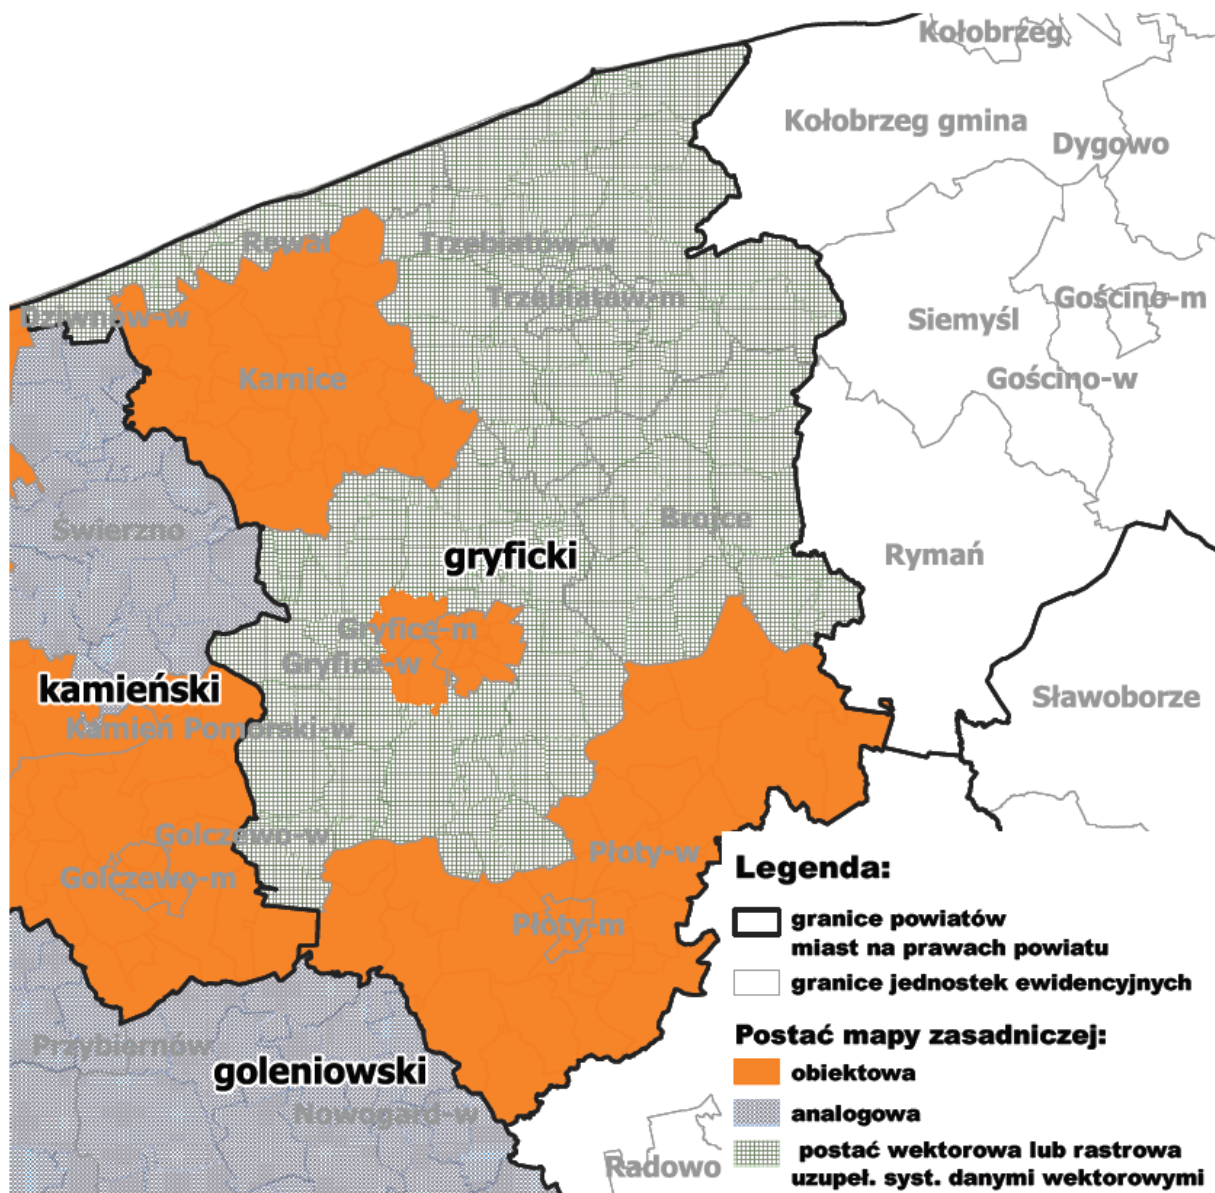 Kołobrzeg
Kołobrzeg gmina
Dygowo
Rewal
Trzebiatów-w
Trzebiatów-m
Gościno-m
Dziwnów-w
Siemyśl
Karnice
Gościno-w
Świerzno
Brojce
gryficki
Rymań
Gryfice-m
Gryfice-w
kamieński
Sławoborze
Kamień Pomorski-w
Golczewo-w
Płoty-w
Golczewo-m
Płoty-m
Przybiernów
goleniowski
Nowogard-w
Radowo
Legenda:
granice powiatów
miast na prawach powiatu
granice jednostek ewidencyjnych
Postać mapy zasadniczej:
obiektowa
analogowa
postać wektorowa lub rastrowa
uzupeł. syst. danymi wektorowymi